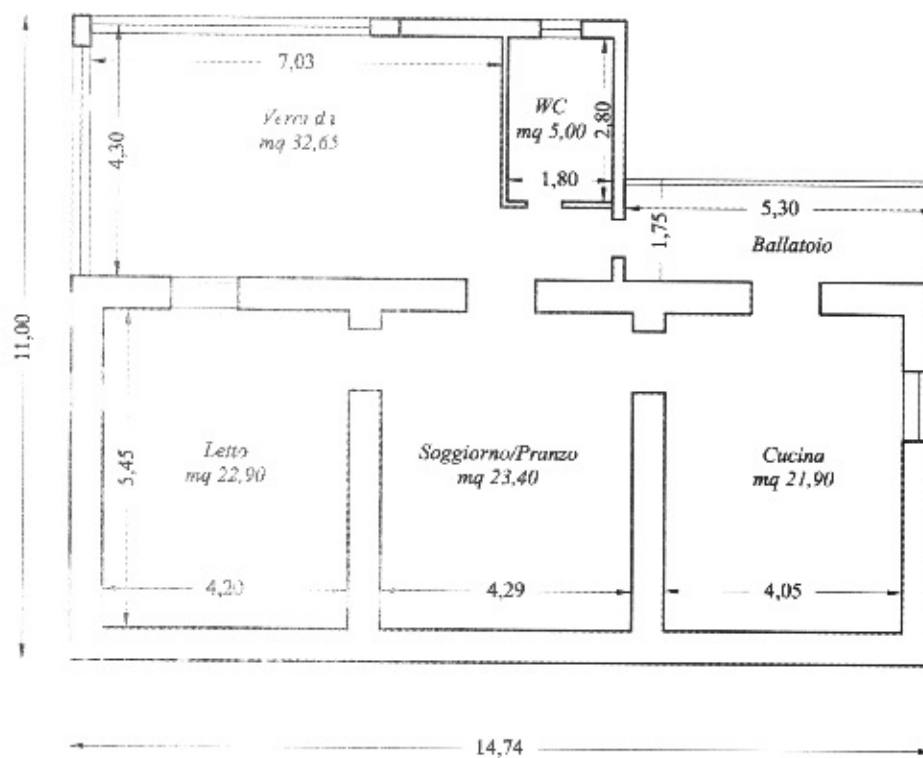 7,03
WC
mq 5,00
2,80
1,80
mq 32,65
4,30
5,30
1,75
Ballatoio
11,00
5,45
Letto
mq 22,90
Soggiorno/Pranzo
mq 23,40
Cucina
mq 21,90
4,20
4,29
4,05
14,74